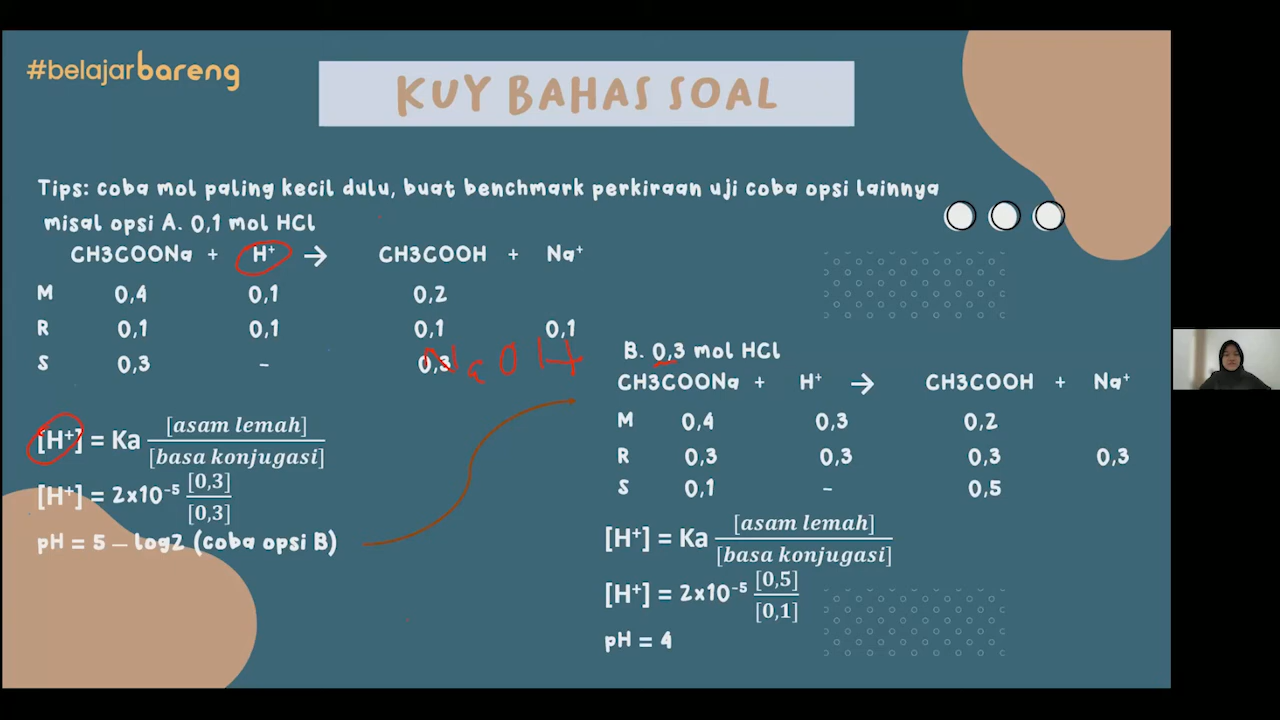 #belajarbareng
KUY BAHAS SOAL
Tips: coba mol paling kecil dulu, buat benchmark perkiraan uji coba opsi lainnya
misal opsi A. 0,1 mol HCl
CH3COONa + H⁺ → CH3COOH + Na⁺
M 0,4 0,1 0,2
R 0,1 0,1 0,1 0,1
S 0,3 - 0,3
NaOH
[H⁺] = Ka [asam lemah] / [basa konjugasi]
[H⁺] = 2x10⁻⁵ [0,3] / [0,3]
pH = 5 – log2 (coba opsi B)
B. 0,3 mol HCl
CH3COONa + H⁺ → CH3COOH + Na⁺
M 0,4 0,3 0,2
R 0,3 0,3 0,3 0,3
S 0,1 - 0,5
[H⁺] = Ka [asam lemah] / [basa konjugasi]
[H⁺] = 2x10⁻⁵ [0,5] / [0,1]
pH = 4